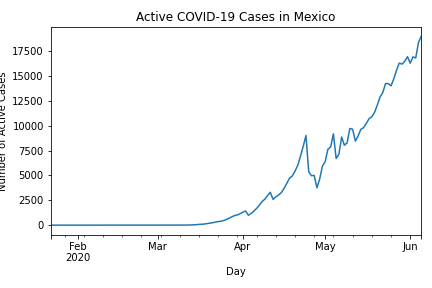 Active COVID-19 Cases in Mexico
Number of Active Cases
17500
15000
12500
10000
7500
5000
2500
0
Feb
2020
Mar
Apr
May
Jun
Day